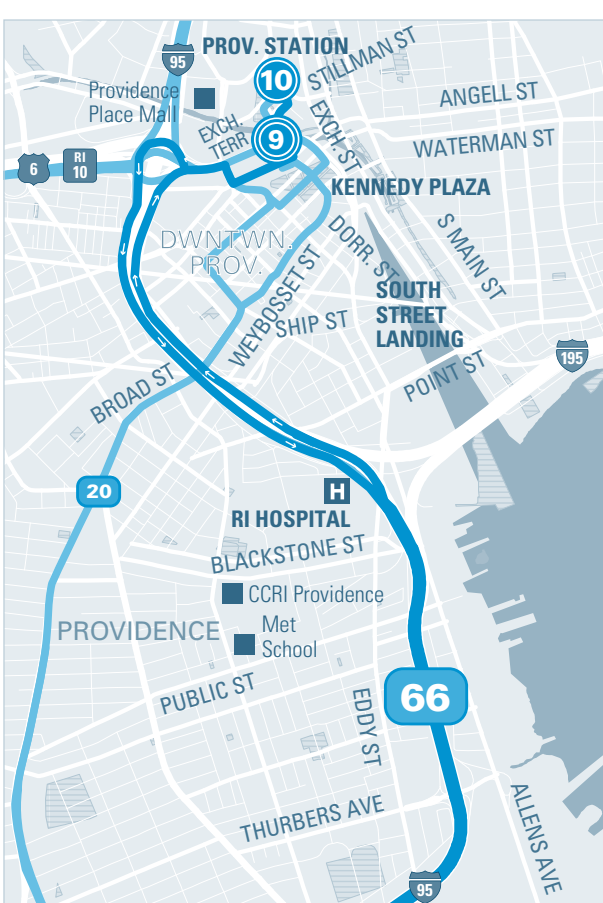 PROV. STATION
STILLMAN ST
95
10
Providence
Place Mall
ANGELL ST
EXCH.
TERR.
9
EXCH. ST
WATERMAN ST
6
RI
10
KENNEDY PLAZA
DWNTWN.
PROV.
DORR. ST
S MAIN ST
WEYBOSSET ST
SOUTH
STREET
LANDING
SHIP ST
195
POINT ST
BROAD ST
20
H
RI HOSPITAL
BLACKSTONE ST
CCRI Providence
PROVIDENCE
Met
School
PUBLIC ST
66
EDDY ST
THURBERS AVE
ALLENS AVE
95